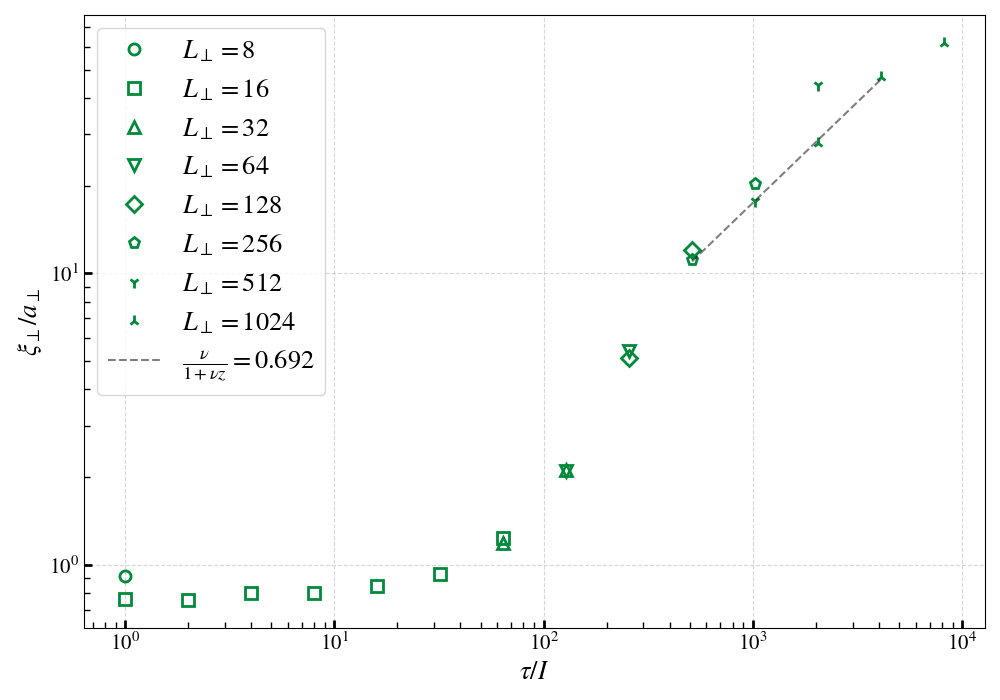 L⊥ = 8
L⊥ = 16
L⊥ = 32
L⊥ = 64
L⊥ = 128
L⊥ = 256
L⊥ = 512
L⊥ = 1024
ν/(1+νz) = 0.692
ξ⊥/a⊥
10¹
10⁰
10⁰ 10¹ 10² 10³ 10⁴
τ/I